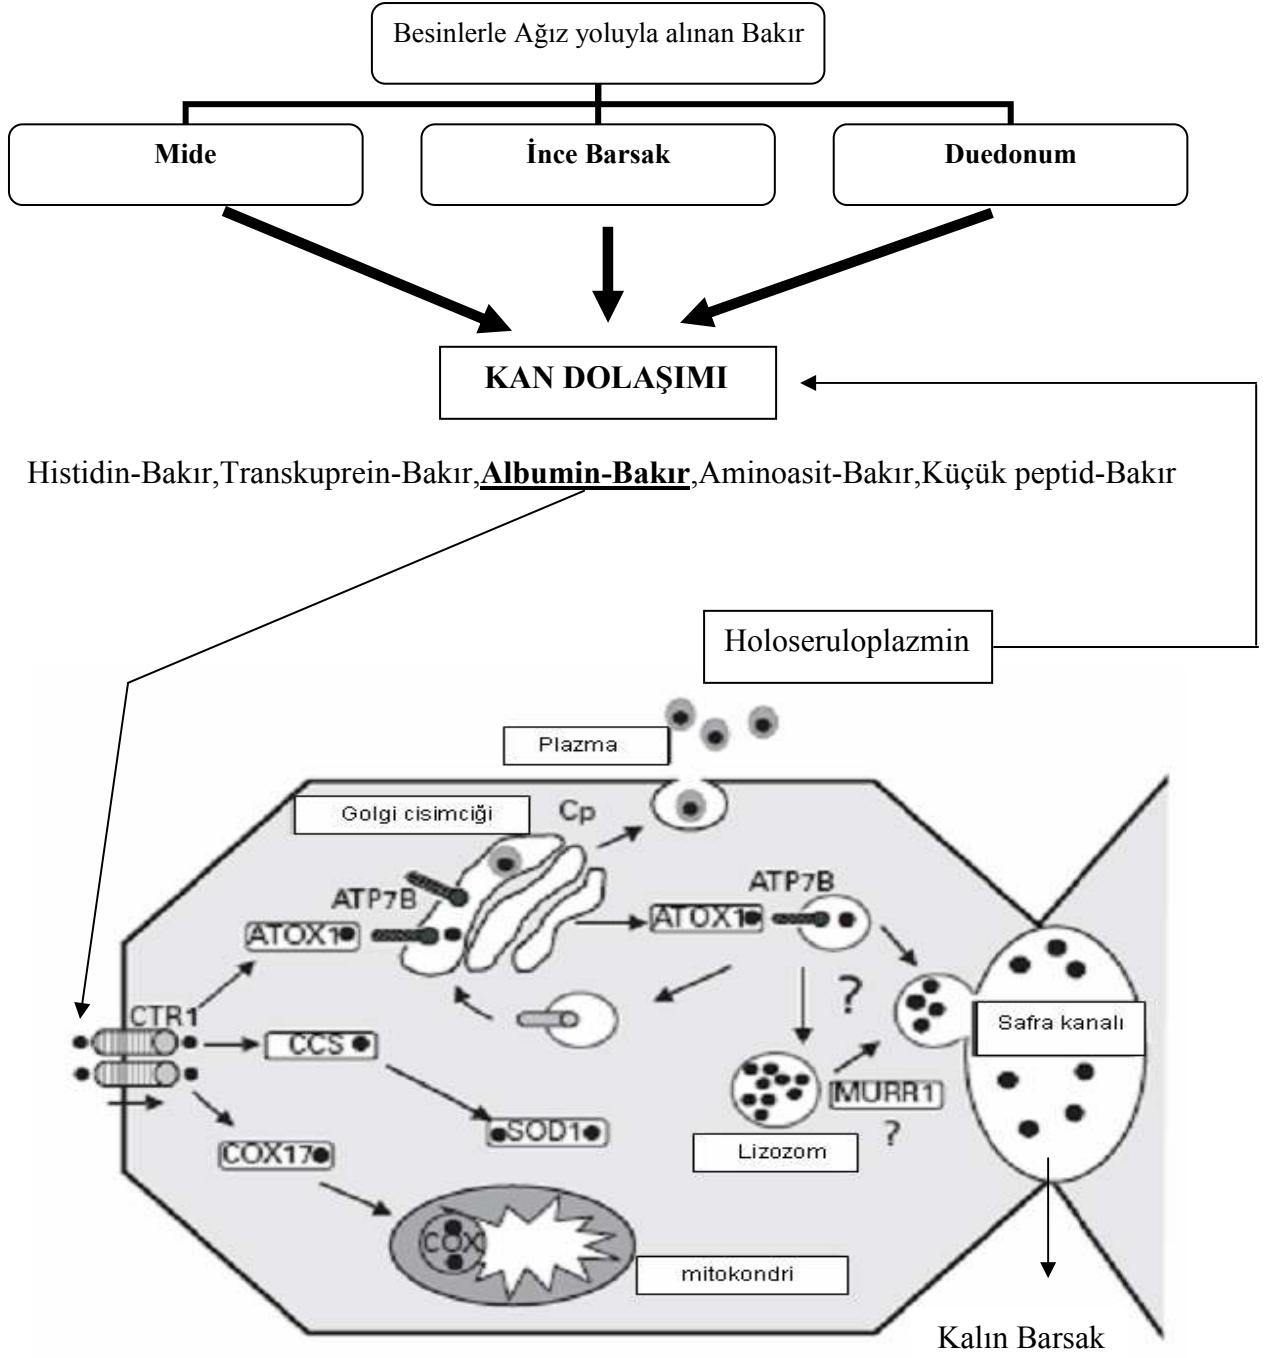 Besinlerle Ağız yoluyla alınan Bakır
Mide
İnce Barsak
Duedonum
KAN DOLAŞIMI
Histidin-Bakır,Transkuprein-Bakır,Albumin-Bakır,Aminoasit-Bakır,Küçük peptid-Bakır
Holoseruloplazmin
Plazma
Golgi cisimciği
Cp
ATP7B
ATP7B
ATOX1
ATOX1
?
CTR1
CCS
Safra kanalı
MURR1
?
SOD1
COX17
Lizozom
COX
mitokondri
Kalın Barsak